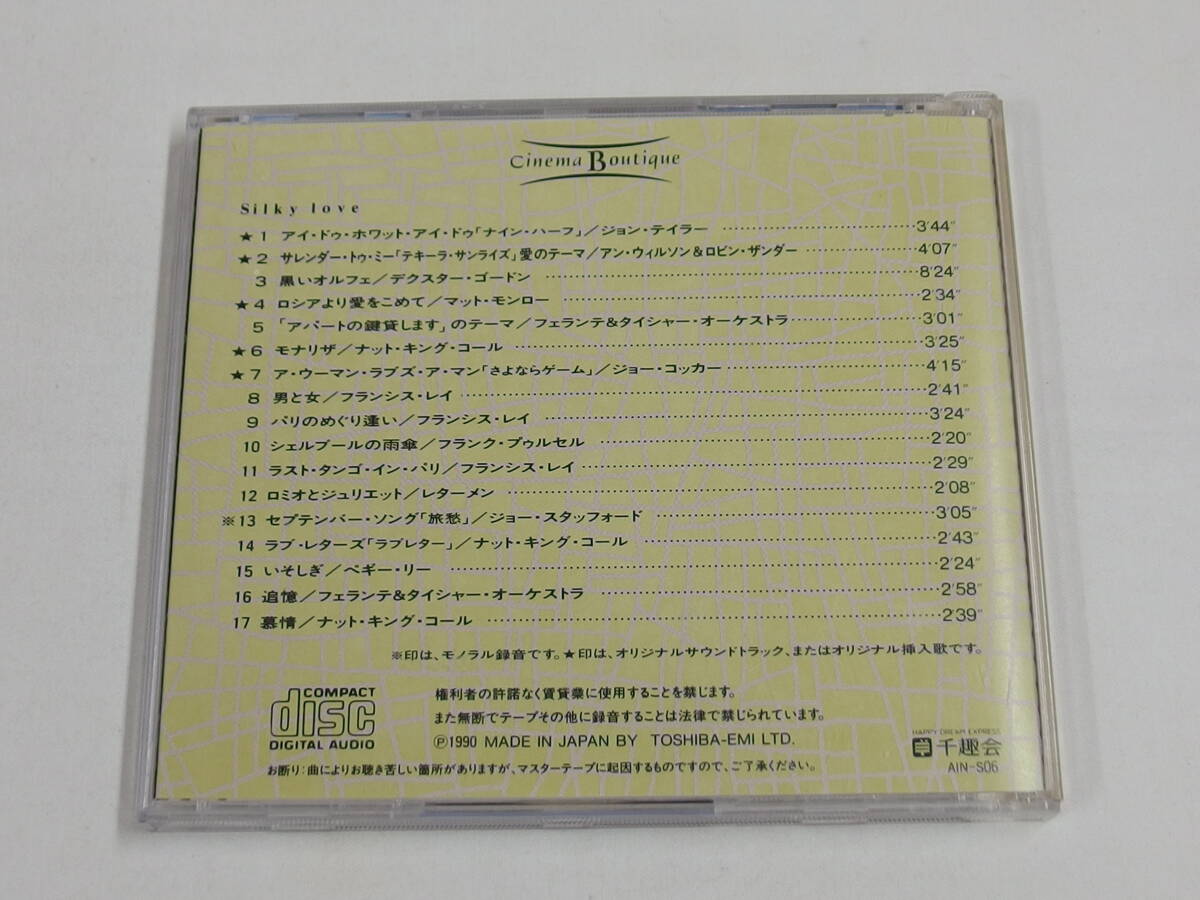 Cinema Boutique
Silky love
★1 アイ・ドゥ・ホワット・アイ・ドゥ「ナイン・ハーフ」/ジョン・テイラー 3'44"
★2 サレンダー・トゥ・ミー「テキーラ・サンライズ」愛のテーマ/アン・ウィルソン&ロビン・ザンダー 4'07"
3 黒いオルフェ/デクスター・ゴードン 8'24"
★4 ロシアより愛をこめて/マット・モンロー 2'34"
5 「アパートの鍵貸します」のテーマ/フェランテ&タイシャー・オーケストラ 3'01"
★6 モナリザ/ナット・キング・コール 3'25"
★7 ア・ウーマン・ラブズ・ア・マン「さよならゲーム」/ジョー・コッカー 4'15"
8 男と女/フランシス・レイ 2'41"
9 パリのめぐり逢い/フランシス・レイ 3'24"
10 シェルブールの雨傘/フランク・プゥルセル 2'20"
11 ラスト・タンゴ・イン・パリ/フランシス・レイ 2'29"
12 ロミオとジュリエット/レターメン 2'08"
※13 セプテンバー・ソング「旅愁」/ジョー・スタッフォード 3'05"
14 ラブ・レターズ「ラブレター」/ナット・キング・コール 2'43"
15 いそしぎ/ペギー・リー 2'24"
16 追憶/フェランテ&タイシャー・オーケストラ 2'58"
17 慕情/ナット・キング・コール 2'39"
※印は、モノラル録音です。★印は、オリジナルサウンドトラック、またはオリジナル挿入歌です。
COMPACT
disc
DIGITAL AUDIO
権利者の許諾なく賃貸業に使用することを禁じます。
また無断でテープその他に録音することは法律で禁じられています。
Ⓟ1990 MADE IN JAPAN BY TOSHIBA-EMI LTD.
HAPPY DREAM EXPRESS
千趣会
AIN-S06
お断り:曲によりお聴き苦しい箇所がありますが、マスターテープに起因するものですので、ご了承ください。